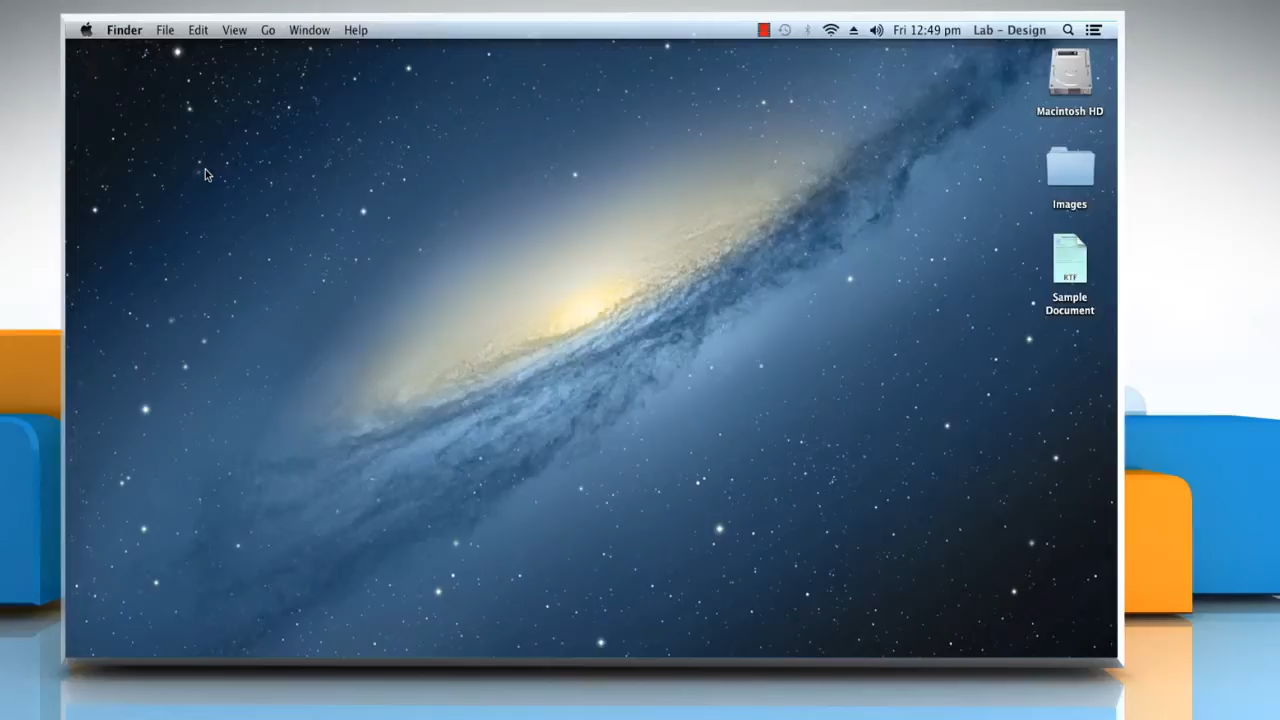 Finder File Edit View Go Window Help Fri 12:49 pm Lab - Design
Macintosh HD
Images
RTF
Sample
Document